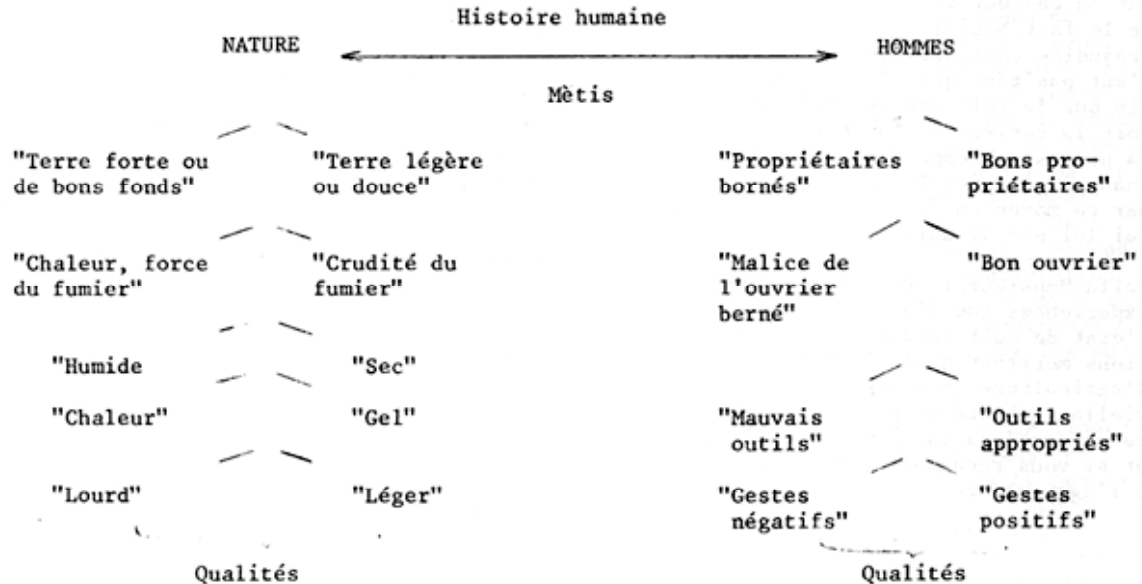 Histoire humaine
NATURE HOMMES
Mètis
"Terre forte ou "Terre légère "Propriétaires "Bons pro-
de bons fonds" ou douce" bornés" priétaires"
"Chaleur, force "Crudité du "Malice de "Bon ouvrier"
du fumier" fumier" l'ouvrier
berné"
"Humide "Sec"
"Chaleur" "Gel" "Mauvais "Outils
outils" appropriés"
"Lourd" "Léger" "Gestes "Gestes
négatifs" positifs"
Qualités Qualités